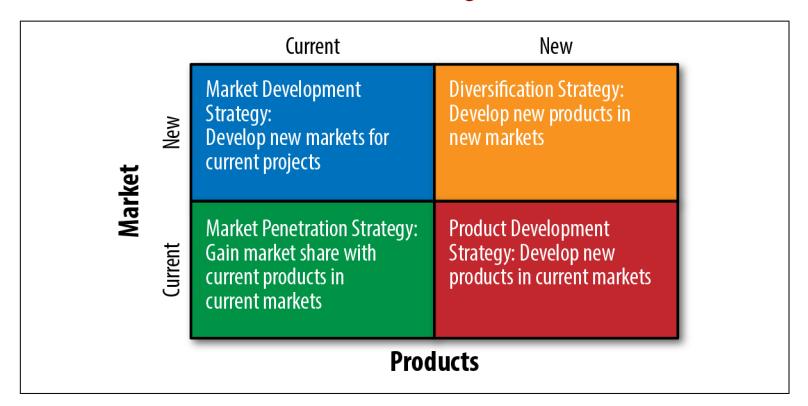 Current
New
New
Market Development
Strategy:
Develop new markets for
current projects
Diversification Strategy:
Develop new products in
new markets
Market
Current
Market Penetration Strategy:
Gain market share with
current products in
current markets
Product Development
Strategy: Develop new
products in current markets
Products